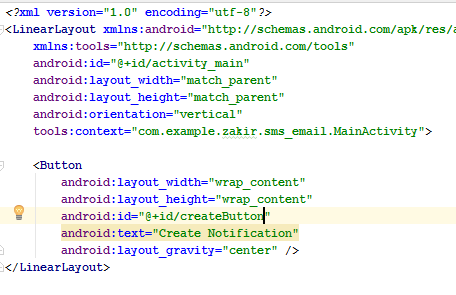 <?xml version="1.0" encoding="utf-8"?>
<LinearLayout xmlns:android="http://schemas.android.com/apk/res/
xmlns:tools="http://schemas.android.com/tools"
android:id="@+id/activity_main"
android:layout_width="match_parent"
android:layout_height="match_parent"
android:orientation="vertical"
tools:context="com.example.zakir.sms_email.MainActivity">
<Button
android:layout_width="wrap_content"
android:layout_height="wrap_content"
android:id="@+id/createButton"
android:text="Create Notification"
android:layout_gravity="center" />
</LinearLayout>